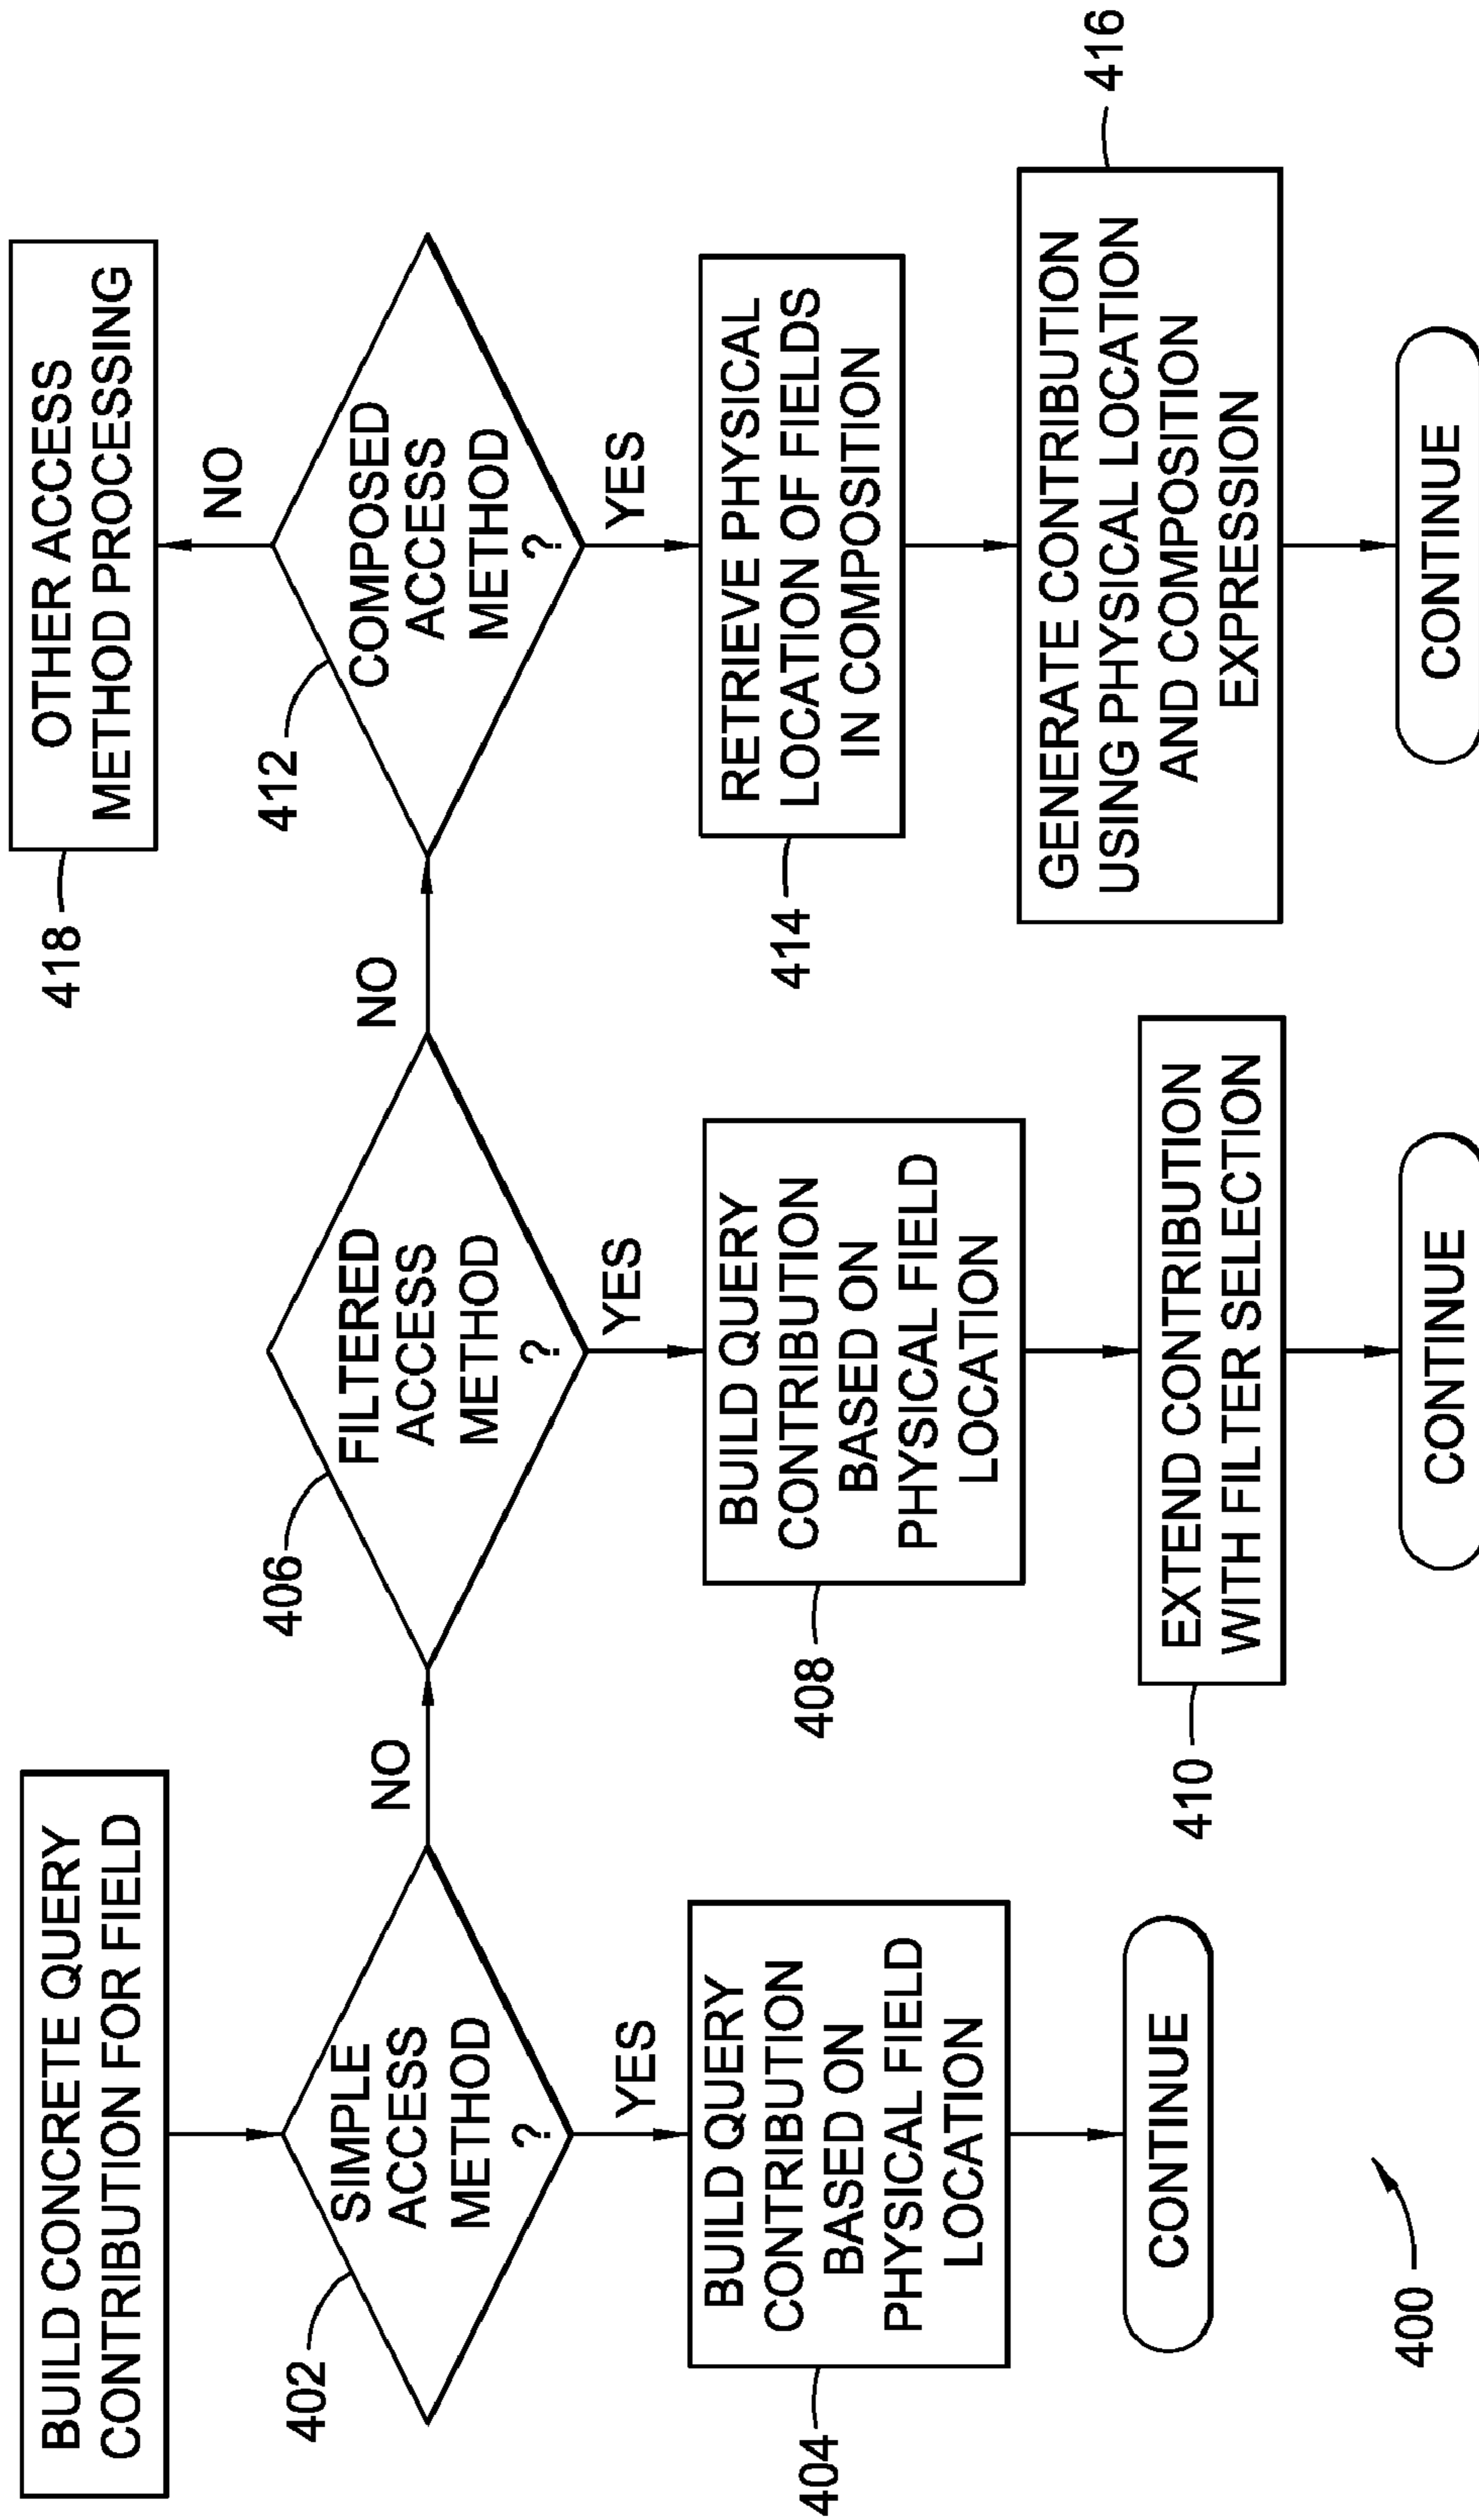 BUILD CONCRETE QUERY
CONTRIBUTION FOR FIELD
402
SIMPLE
ACCESS
METHOD
?
NO
YES
404
BUILD QUERY
CONTRIBUTION
BASED ON
PHYSICAL FIELD
LOCATION
CONTINUE
406
FILTERED
ACCESS
METHOD
?
NO
YES
408
BUILD QUERY
CONTRIBUTION
BASED ON
PHYSICAL FIELD
LOCATION
410
EXTEND CONTRIBUTION
WITH FILTER SELECTION
CONTINUE
412
COMPOSED
ACCESS
METHOD
?
NO
418
OTHER ACCESS
METHOD PROCESSING
YES
414
RETRIEVE PHYSICAL
LOCATION OF FIELDS
IN COMPOSITION
416
GENERATE CONTRIBUTION
USING PHYSICAL LOCATION
AND COMPOSITION
EXPRESSION
CONTINUE
400